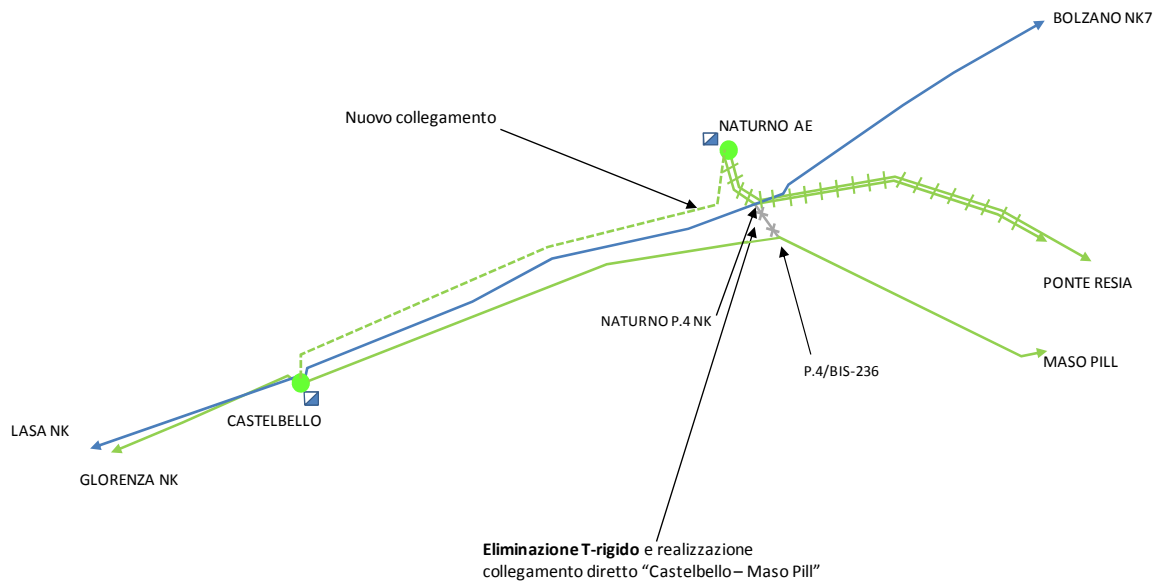 BOLZANO NK7
Nuovo collegamento
NATURNO AE
PONTE RESIA
NATURNO P.4 NK
MASO PILL
P.4/BIS-236
CASTELBELLO
LASA NK
GLORENZA NK
Eliminazione T-rigido e realizzazione
collegamento diretto “Castelbello – Maso Pill”